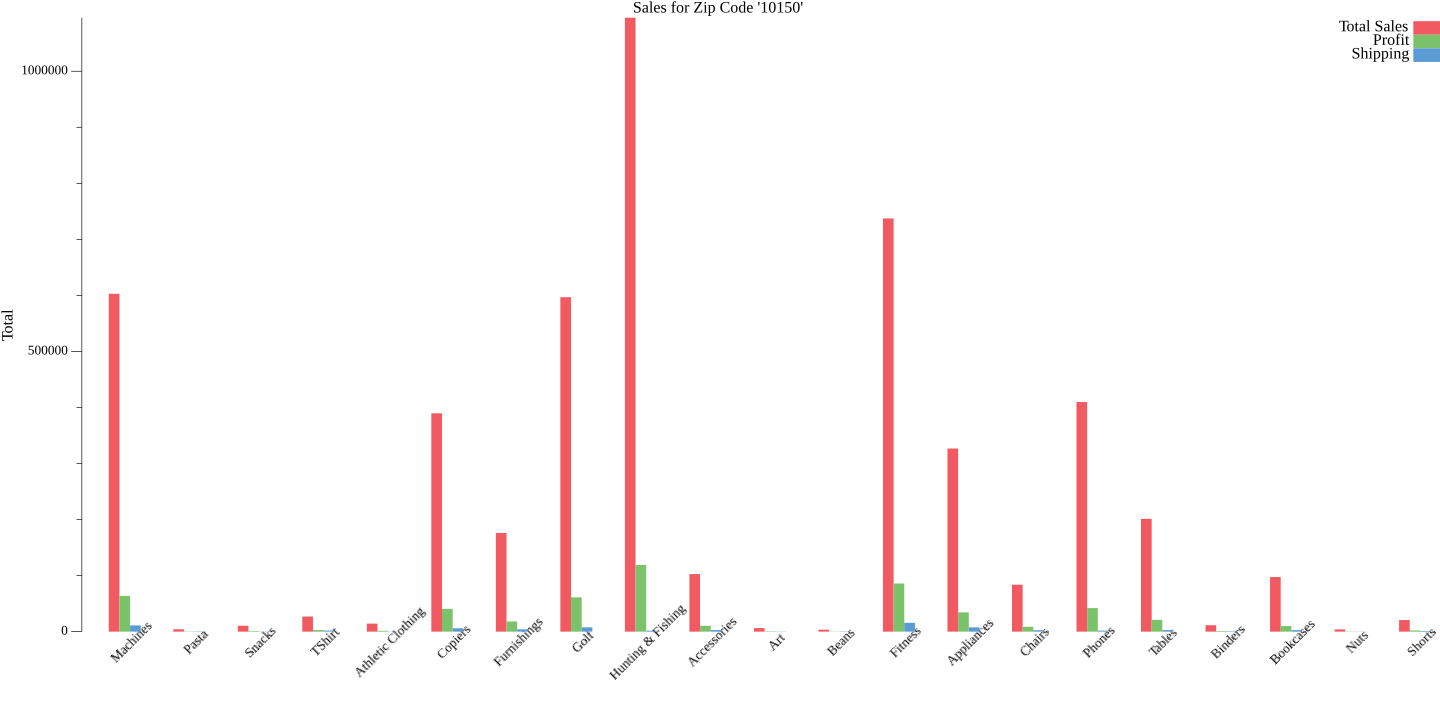 Sales for Zip Code '10150'
Total Sales
Profit
Shipping
1000000
500000
0
Total
Machines
Pasta
Snacks
TShirt
Athletic Clothing
Copiers
Furnishings
Golf
Hunting & Fishing
Accessories
Art
Beans
Fitness
Appliances
Chairs
Phones
Tables
Binders
Bookcases
Nuts
Shorts